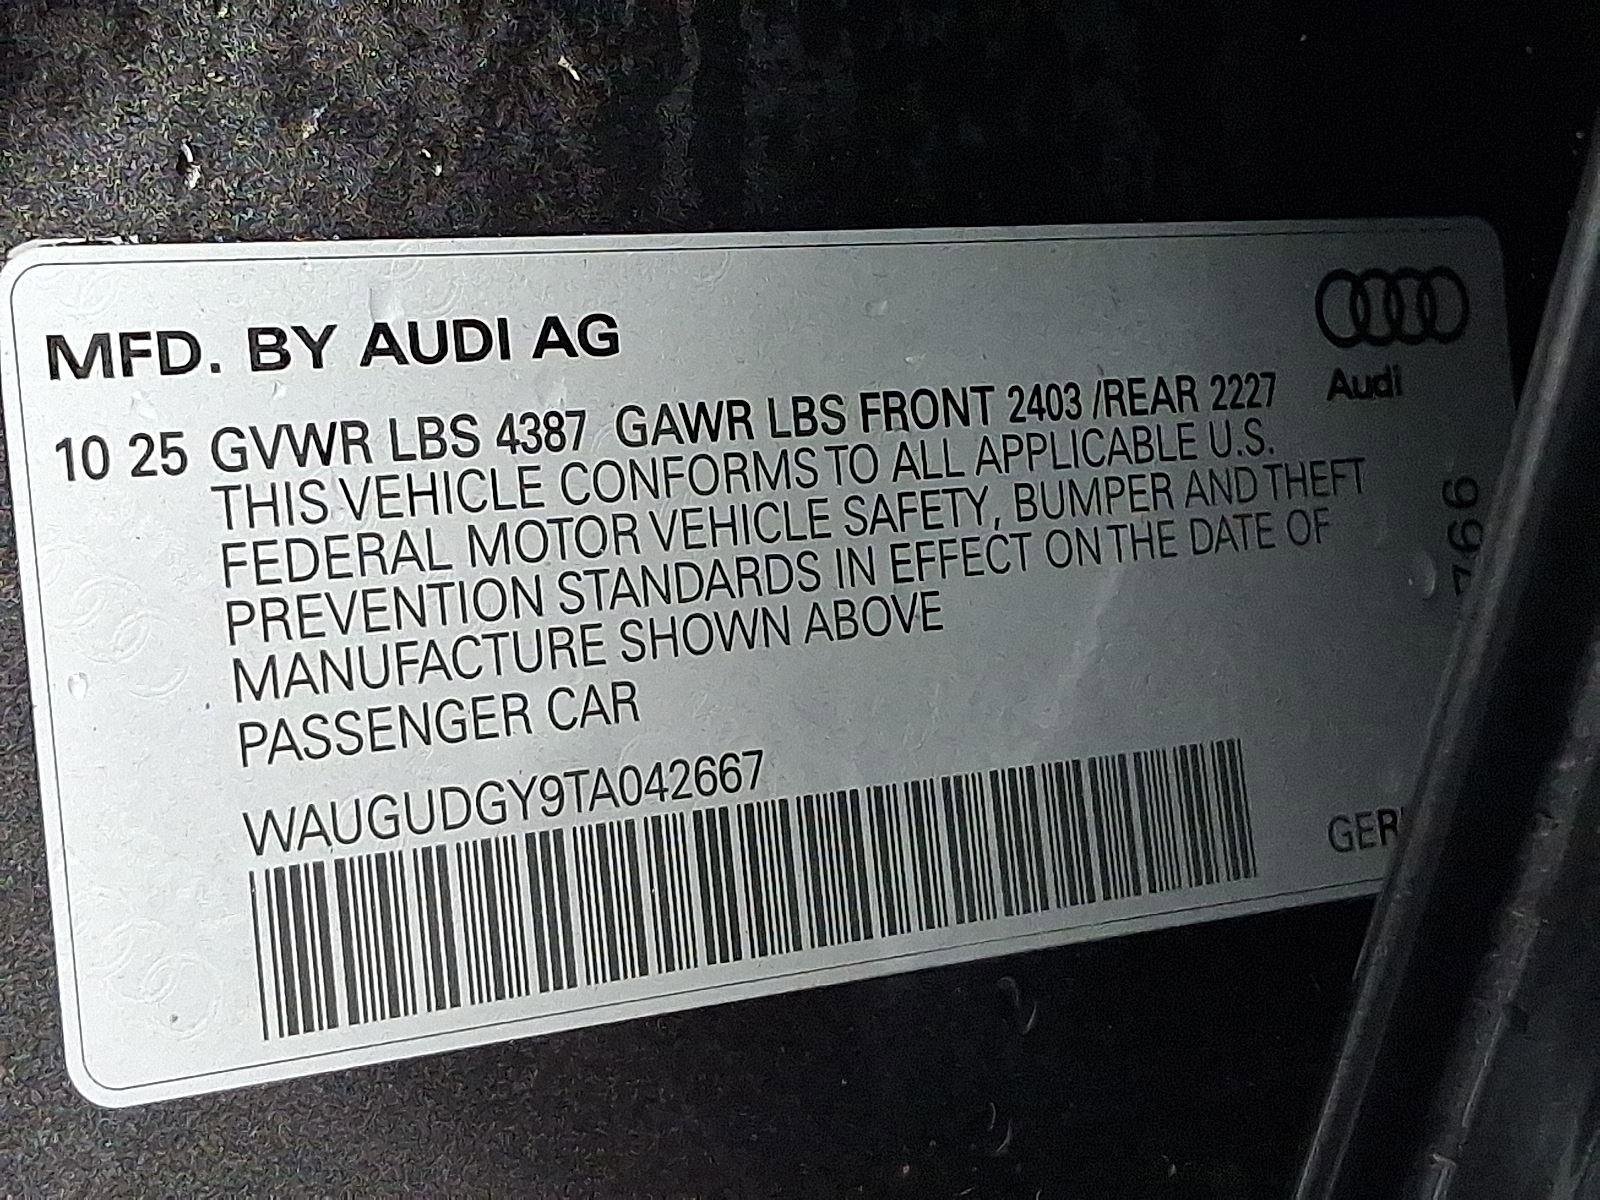 MFD. BY AUDI AG
Audi
10 25 GVWR LBS 4387 GAWR LBS FRONT 2403 /REAR 2227
THIS VEHICLE CONFORMS TO ALL APPLICABLE U.S.
FEDERAL MOTOR VEHICLE SAFETY, BUMPER AND THEFT
PREVENTION STANDARDS IN EFFECT ON THE DATE OF
MANUFACTURE SHOWN ABOVE
PASSENGER CAR
WAUGUDGY9TA042667